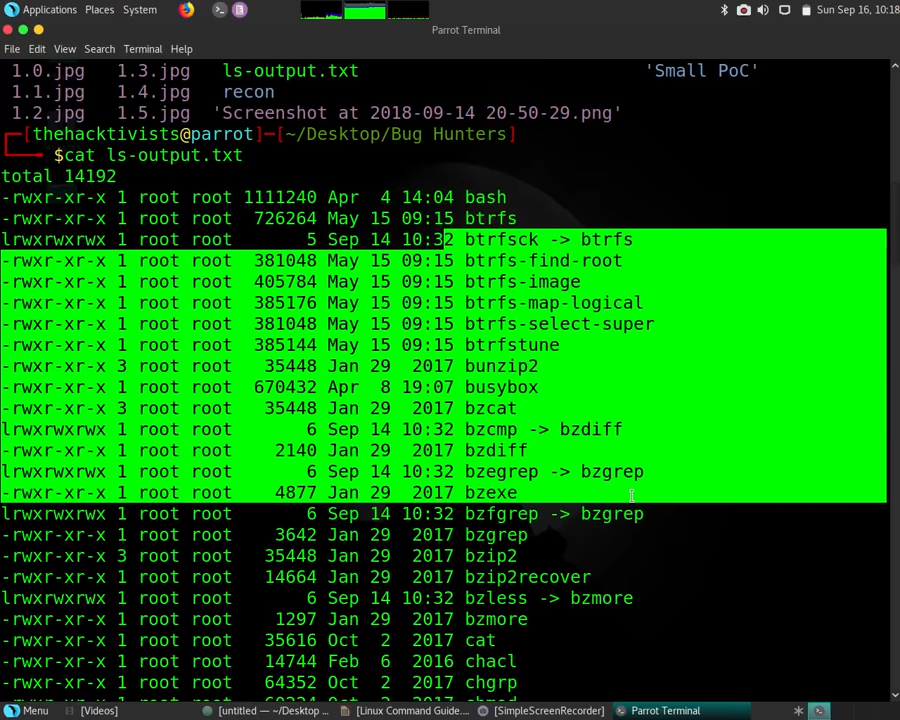 Applications Places System Sun Sep 16, 10:18
Parrot Terminal
File Edit View Search Terminal Help
1.0.jpg 1.3.jpg ls-output.txt 'Small PoC'
1.1.jpg 1.4.jpg recon
1.2.jpg 1.5.jpg 'Screenshot at 2018-09-14 20-50-29.png'
┌─[thehacktivists@parrot]─[~/Desktop/Bug Hunters]
└──╼ $cat ls-output.txt
total 14192
-rwxr-xr-x 1 root root 1111240 Apr 4 14:04 bash
-rwxr-xr-x 1 root root 726264 May 15 09:15 btrfs
lrwxrwxrwx 1 root root 5 Sep 14 10:32 btrfsck -> btrfs
-rwxr-xr-x 1 root root 381048 May 15 09:15 btrfs-find-root
-rwxr-xr-x 1 root root 405784 May 15 09:15 btrfs-image
-rwxr-xr-x 1 root root 385176 May 15 09:15 btrfs-map-logical
-rwxr-xr-x 1 root root 381048 May 15 09:15 btrfs-select-super
-rwxr-xr-x 1 root root 385144 May 15 09:15 btrfstune
-rwxr-xr-x 3 root root 35448 Jan 29 2017 bunzip2
-rwxr-xr-x 1 root root 670432 Apr 8 19:07 busybox
-rwxr-xr-x 3 root root 35448 Jan 29 2017 bzcat
lrwxrwxrwx 1 root root 6 Sep 14 10:32 bzcmp -> bzdiff
-rwxr-xr-x 1 root root 2140 Jan 29 2017 bzdiff
lrwxrwxrwx 1 root root 6 Sep 14 10:32 bzegrep -> bzgrep
-rwxr-xr-x 1 root root 4877 Jan 29 2017 bzexe
lrwxrwxrwx 1 root root 6 Sep 14 10:32 bzfgrep -> bzgrep
-rwxr-xr-x 1 root root 3642 Jan 29 2017 bzgrep
-rwxr-xr-x 3 root root 35448 Jan 29 2017 bzip2
-rwxr-xr-x 1 root root 14664 Jan 29 2017 bzip2recover
lrwxrwxrwx 1 root root 6 Sep 14 10:32 bzless -> bzmore
-rwxr-xr-x 1 root root 1297 Jan 29 2017 bzmore
-rwxr-xr-x 1 root root 35616 Oct 2 2017 cat
-rwxr-xr-x 1 root root 14744 Feb 6 2016 chacl
-rwxr-xr-x 1 root root 64352 Oct 2 2017 chgrp
Menu [Videos] [untitled — ~/Desktop ... [Linux Command Guide.... [SimpleScreenRecorder] Parrot Terminal